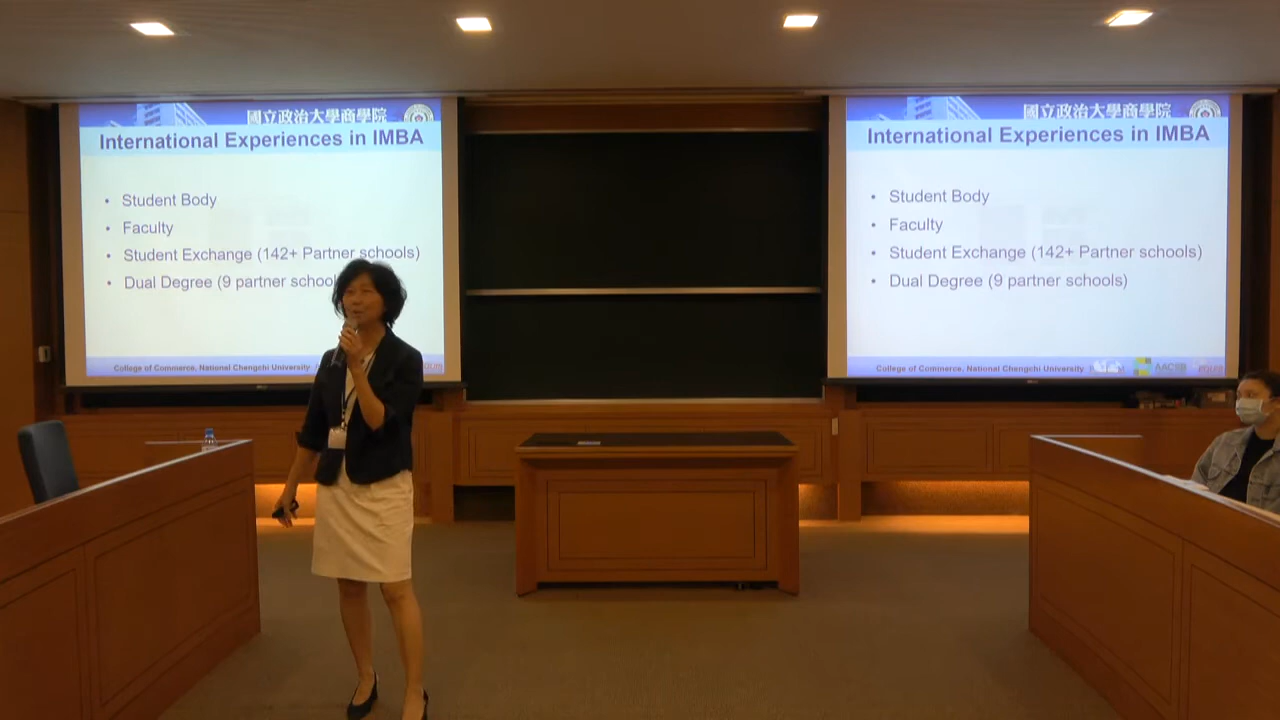 國立政治大學商學院
International Experiences in IMBA
• Student Body
• Faculty
• Student Exchange (142+ Partner schools)
• Dual Degree (9 partner school
College of Commerce, National Chengchi University
國立政治大學商學院
International Experiences in IMBA
• Student Body
• Faculty
• Student Exchange (142+ Partner schools)
• Dual Degree (9 partner schools)
College of Commerce, National Chengchi University
AACSB